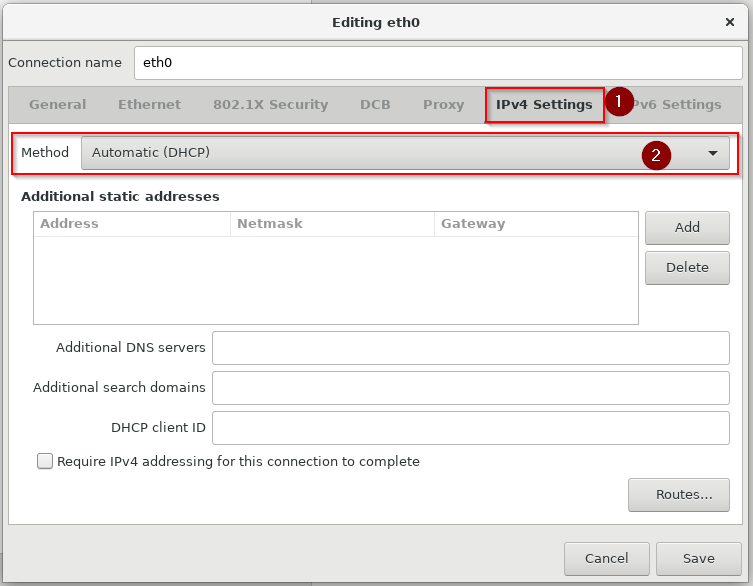 Editing eth0 ×
Connection name eth0
General Ethernet 802.1X Security DCB Proxy IPv4 Settings 1 Pv6 Settings
Method Automatic (DHCP) 2
Additional static addresses
Address Netmask Gateway
Add
Delete
Additional DNS servers
Additional search domains
DHCP client ID
Require IPv4 addressing for this connection to complete
Routes...
Cancel Save